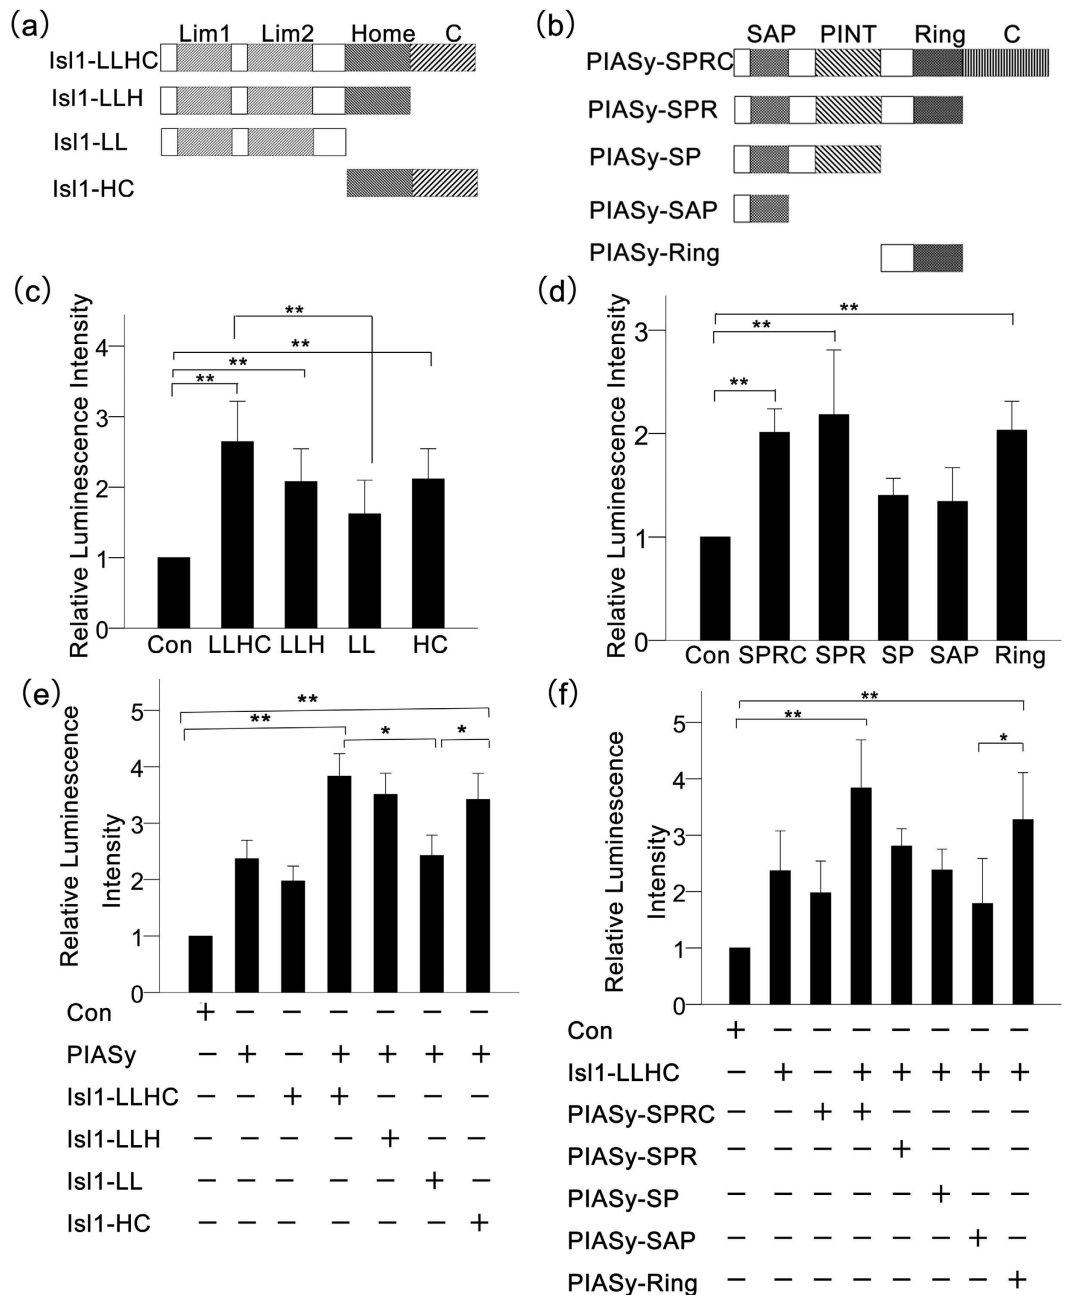 (a)
Lim1 Lim2 Home C
Isl1-LLHC
Isl1-LLH
Isl1-LL
Isl1-HC
(b)
SAP PINT Ring C
PIASy-SPRC
PIASy-SPR
PIASy-SP
PIASy-SAP
PIASy-Ring
(c)
Relative Luminescence Intensity
4
3
2
1
0
**
**
**
**
Con LLHC LLH LL HC
(d)
Relative Luminescence Intensity
3
2
1
0
**
**
**
Con SPRC SPR SP SAP Ring
(e)
Relative Luminescence
Intensity
5
4
3
2
1
0
**
**
*
*
Con + − − − − − −
PIASy − + − + + + +
Isl1-LLHC − − + + − − −
Isl1-LLH − − − − + − −
Isl1-LL − − − − − + −
Isl1-HC − − − − − − +
(f)
Relative Luminescence
Intensity
5
4
3
2
1
0
**
**
*
Con + − − − − − − −
Isl1-LLHC − + − + + + + +
PIASy-SPRC − − + + − − − −
PIASy-SPR − − − − + − − −
PIASy-SP − − − − − + − −
PIASy-SAP − − − − − − + −
PIASy-Ring − − − − − − − +